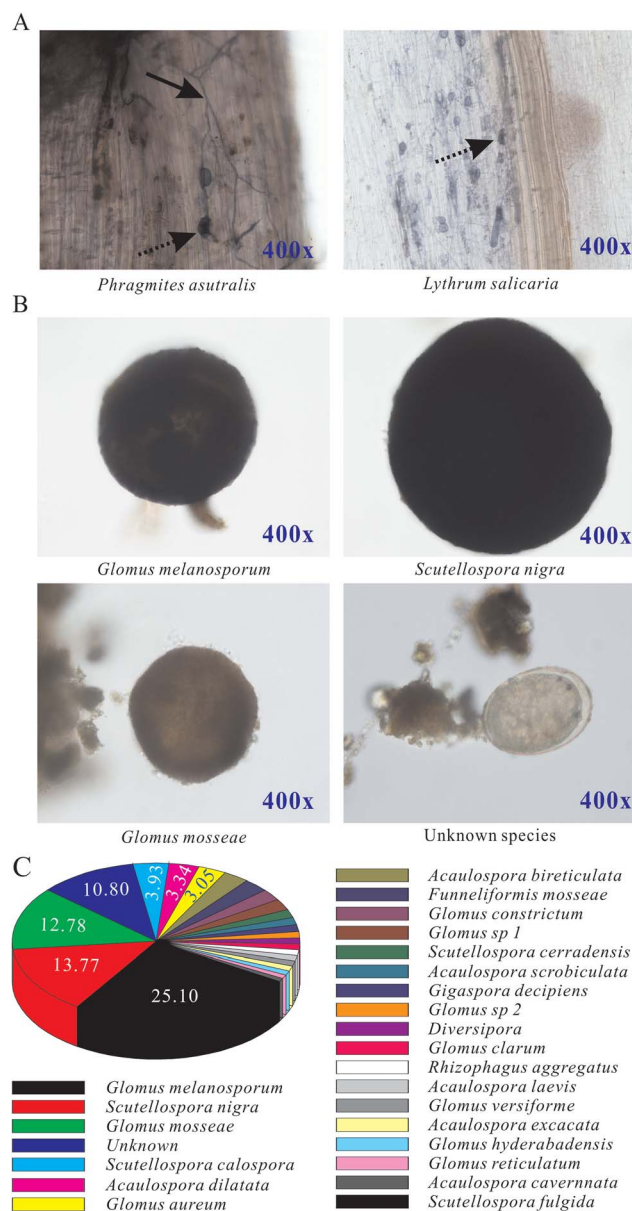 A
400x
400x
Phragmites asutralis
Lythrum salicaria
B
400x
400x
Glomus melanosporum
Scutellospora nigra
400x
400x
Glomus mosseae
Unknown species
C
3.93
3.34
3.05
10.80
12.78
13.77
25.10
Glomus melanosporum
Scutellospora nigra
Glomus mosseae
Unknown
Scutellospora calospora
Acaulospora dilatata
Glomus aureum
Acaulospora bireticulata
Funneliformis mosseae
Glomus constrictum
Glomus sp 1
Scutellospora cerradensis
Acaulospora scrobiculata
Gigaspora decipiens
Glomus sp 2
Diversipora
Glomus clarum
Rhizophagus aggregatus
Acaulospora laevis
Glomus versiforme
Acaulospora excacata
Glomus hyderabadensis
Glomus reticulatum
Acaulospora cavernnata
Scutellospora fulgida